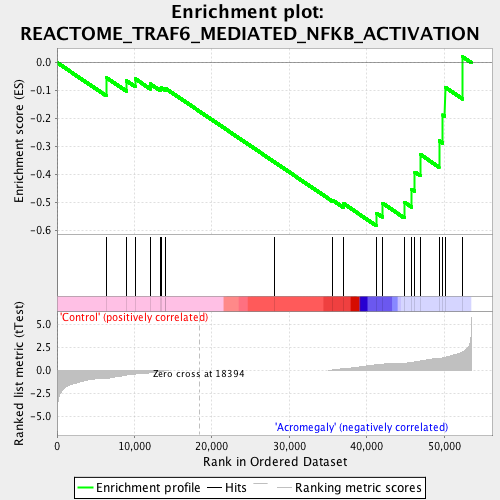 Enrichment plot:
REACTOME_TRAF6_MEDIATED_NFKB_ACTIVATION
Enrichment score (ES)
0.0
-0.1
-0.2
-0.3
-0.4
-0.5
-0.6
Ranked list metric (tTest)
5.0
2.5
0.0
-2.5
-5.0
'Control' (positively correlated)
Zero cross at 18394
'Acromegaly' (negatively correlated)
0
10,000
20,000
30,000
40,000
50,000
Rank in Ordered Dataset
Enrichment profile
Hits
Ranking metric scores